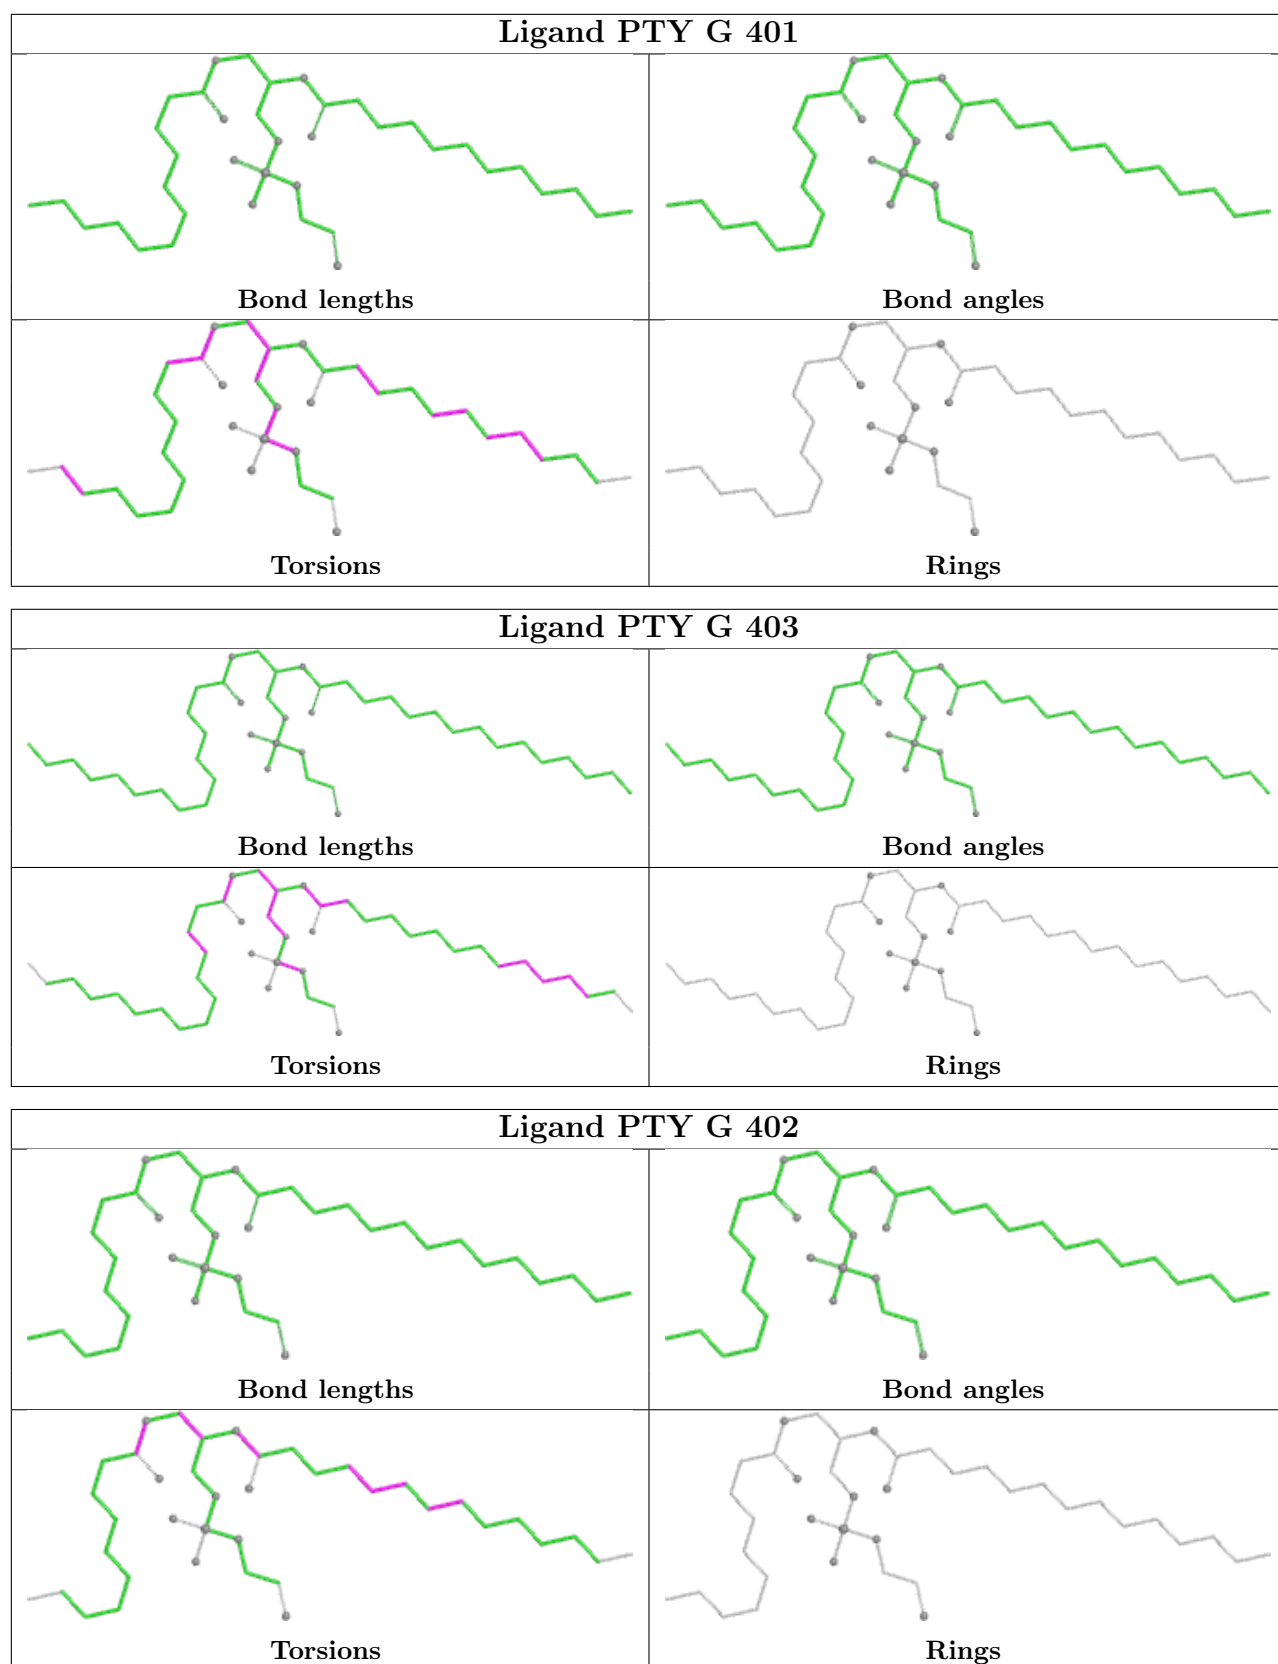 Ligand PTY G 401
Bond lengths
Bond angles
Torsions
Rings
Ligand PTY G 403
Bond lengths
Bond angles
Torsions
Rings
Ligand PTY G 402
Bond lengths
Bond angles
Torsions
Rings